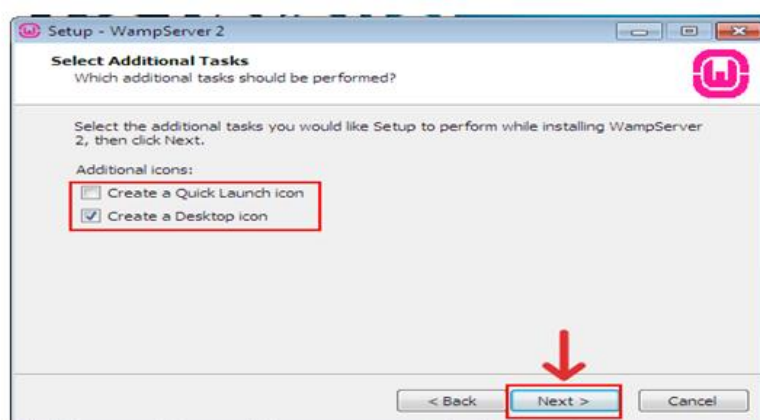 Setup - WampServer 2
Select Additional Tasks
Which additional tasks should be performed?
Select the additional tasks you would like Setup to perform while installing WampServer
2, then click Next.
Additional icons:
Create a Quick Launch icon
Create a Desktop icon
< Back Next > Cancel